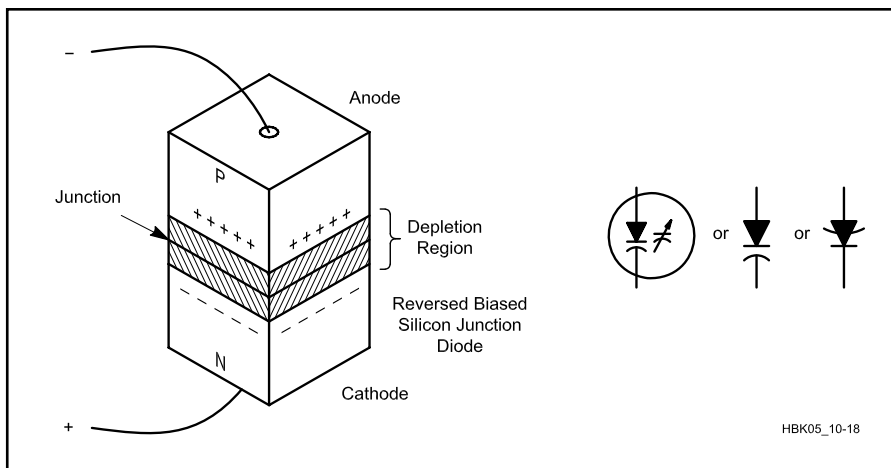 –
Anode
P
Junction
+ + + + + + + + + +
Depletion
Region
or
or
– – – – – – – – – –
Reversed Biased
Silicon Junction
Diode
N
Cathode
+
HBK05_10-18